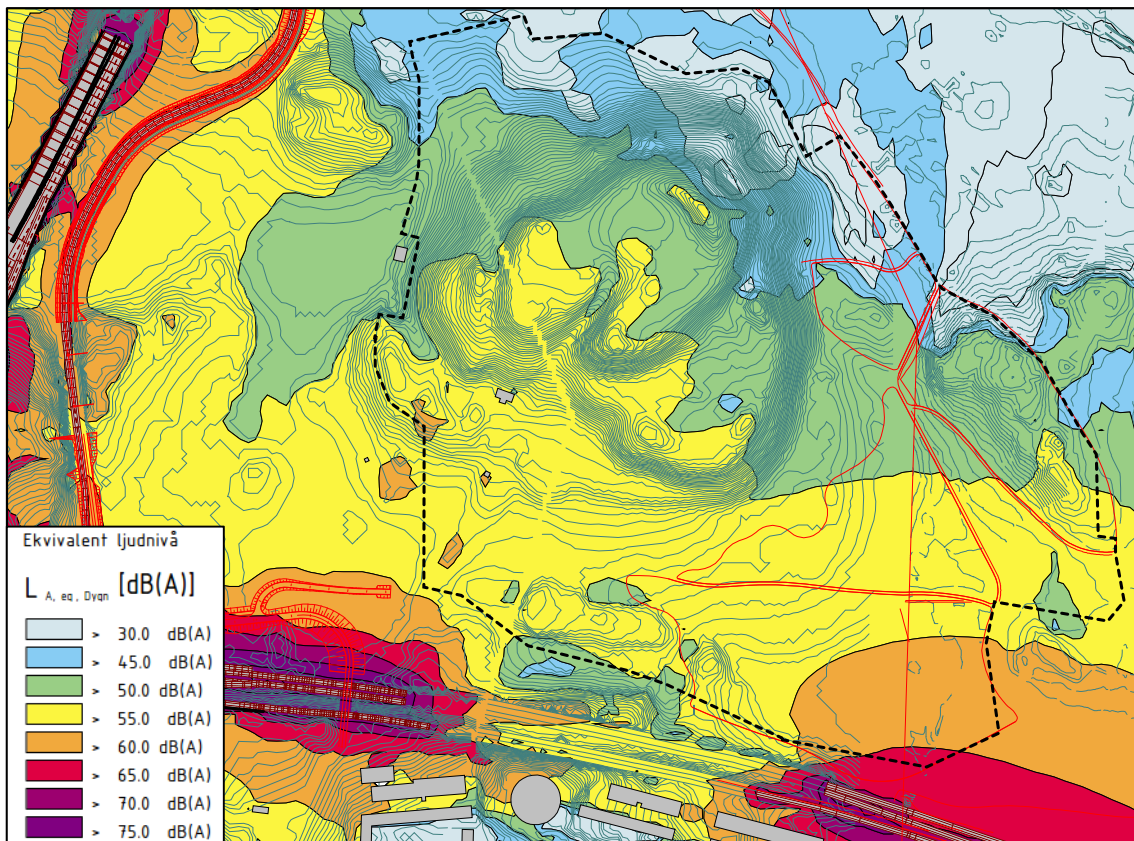 Ekvivalent ljudnivå
L A, eq, Dygn [dB(A)]
> 30.0 dB(A)
> 45.0 dB(A)
> 50.0 dB(A)
> 55.0 dB(A)
> 60.0 dB(A)
> 65.0 dB(A)
> 70.0 dB(A)
> 75.0 dB(A)